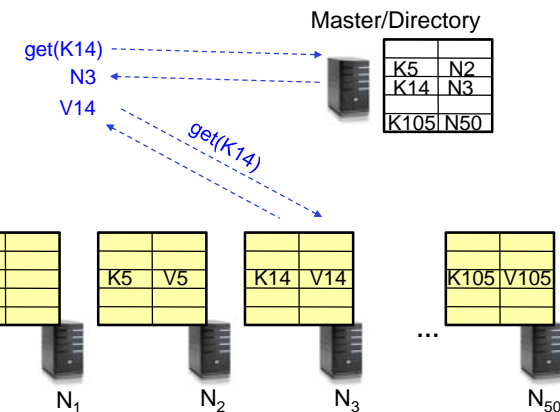 Master/Directory
get(K14)
N3
V14
K5 N2
K14 N3
K105 N50
get(K14)
K5 V5
K14 V14
K105 V105
...
N1
N2
N3
N50